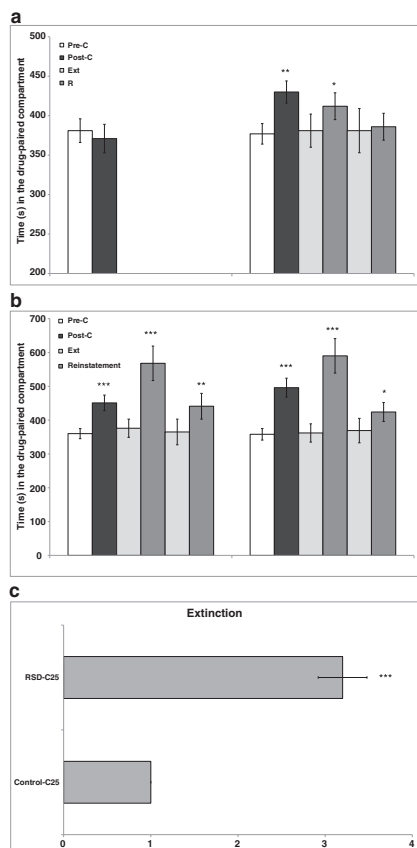 a
500
450
400
350
300
250
200
Time (s) in the drug-paired compartment
Pre-C
Post-C
Ext
R
**
*
b
700
600
500
400
300
200
100
0
Time (s) in the drug-paired compartment
Pre-C
Post-C
Ext
Reinstatement
***
***
**
***
***
*
c
Extinction
RSD-C25
***
Control-C25
0 1 2 3 4